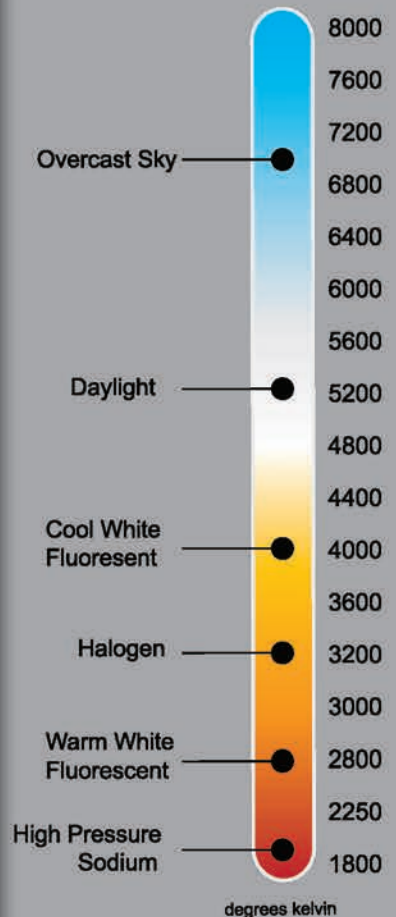 8000
7600
7200
Overcast Sky
6800
6400
6000
5600
Daylight
5200
4800
4400
Cool White
Fluoresent
4000
3600
Halogen
3200
3000
Warm White
Fluorescent
2800
2250
High Pressure
Sodium
1800
degrees kelvin